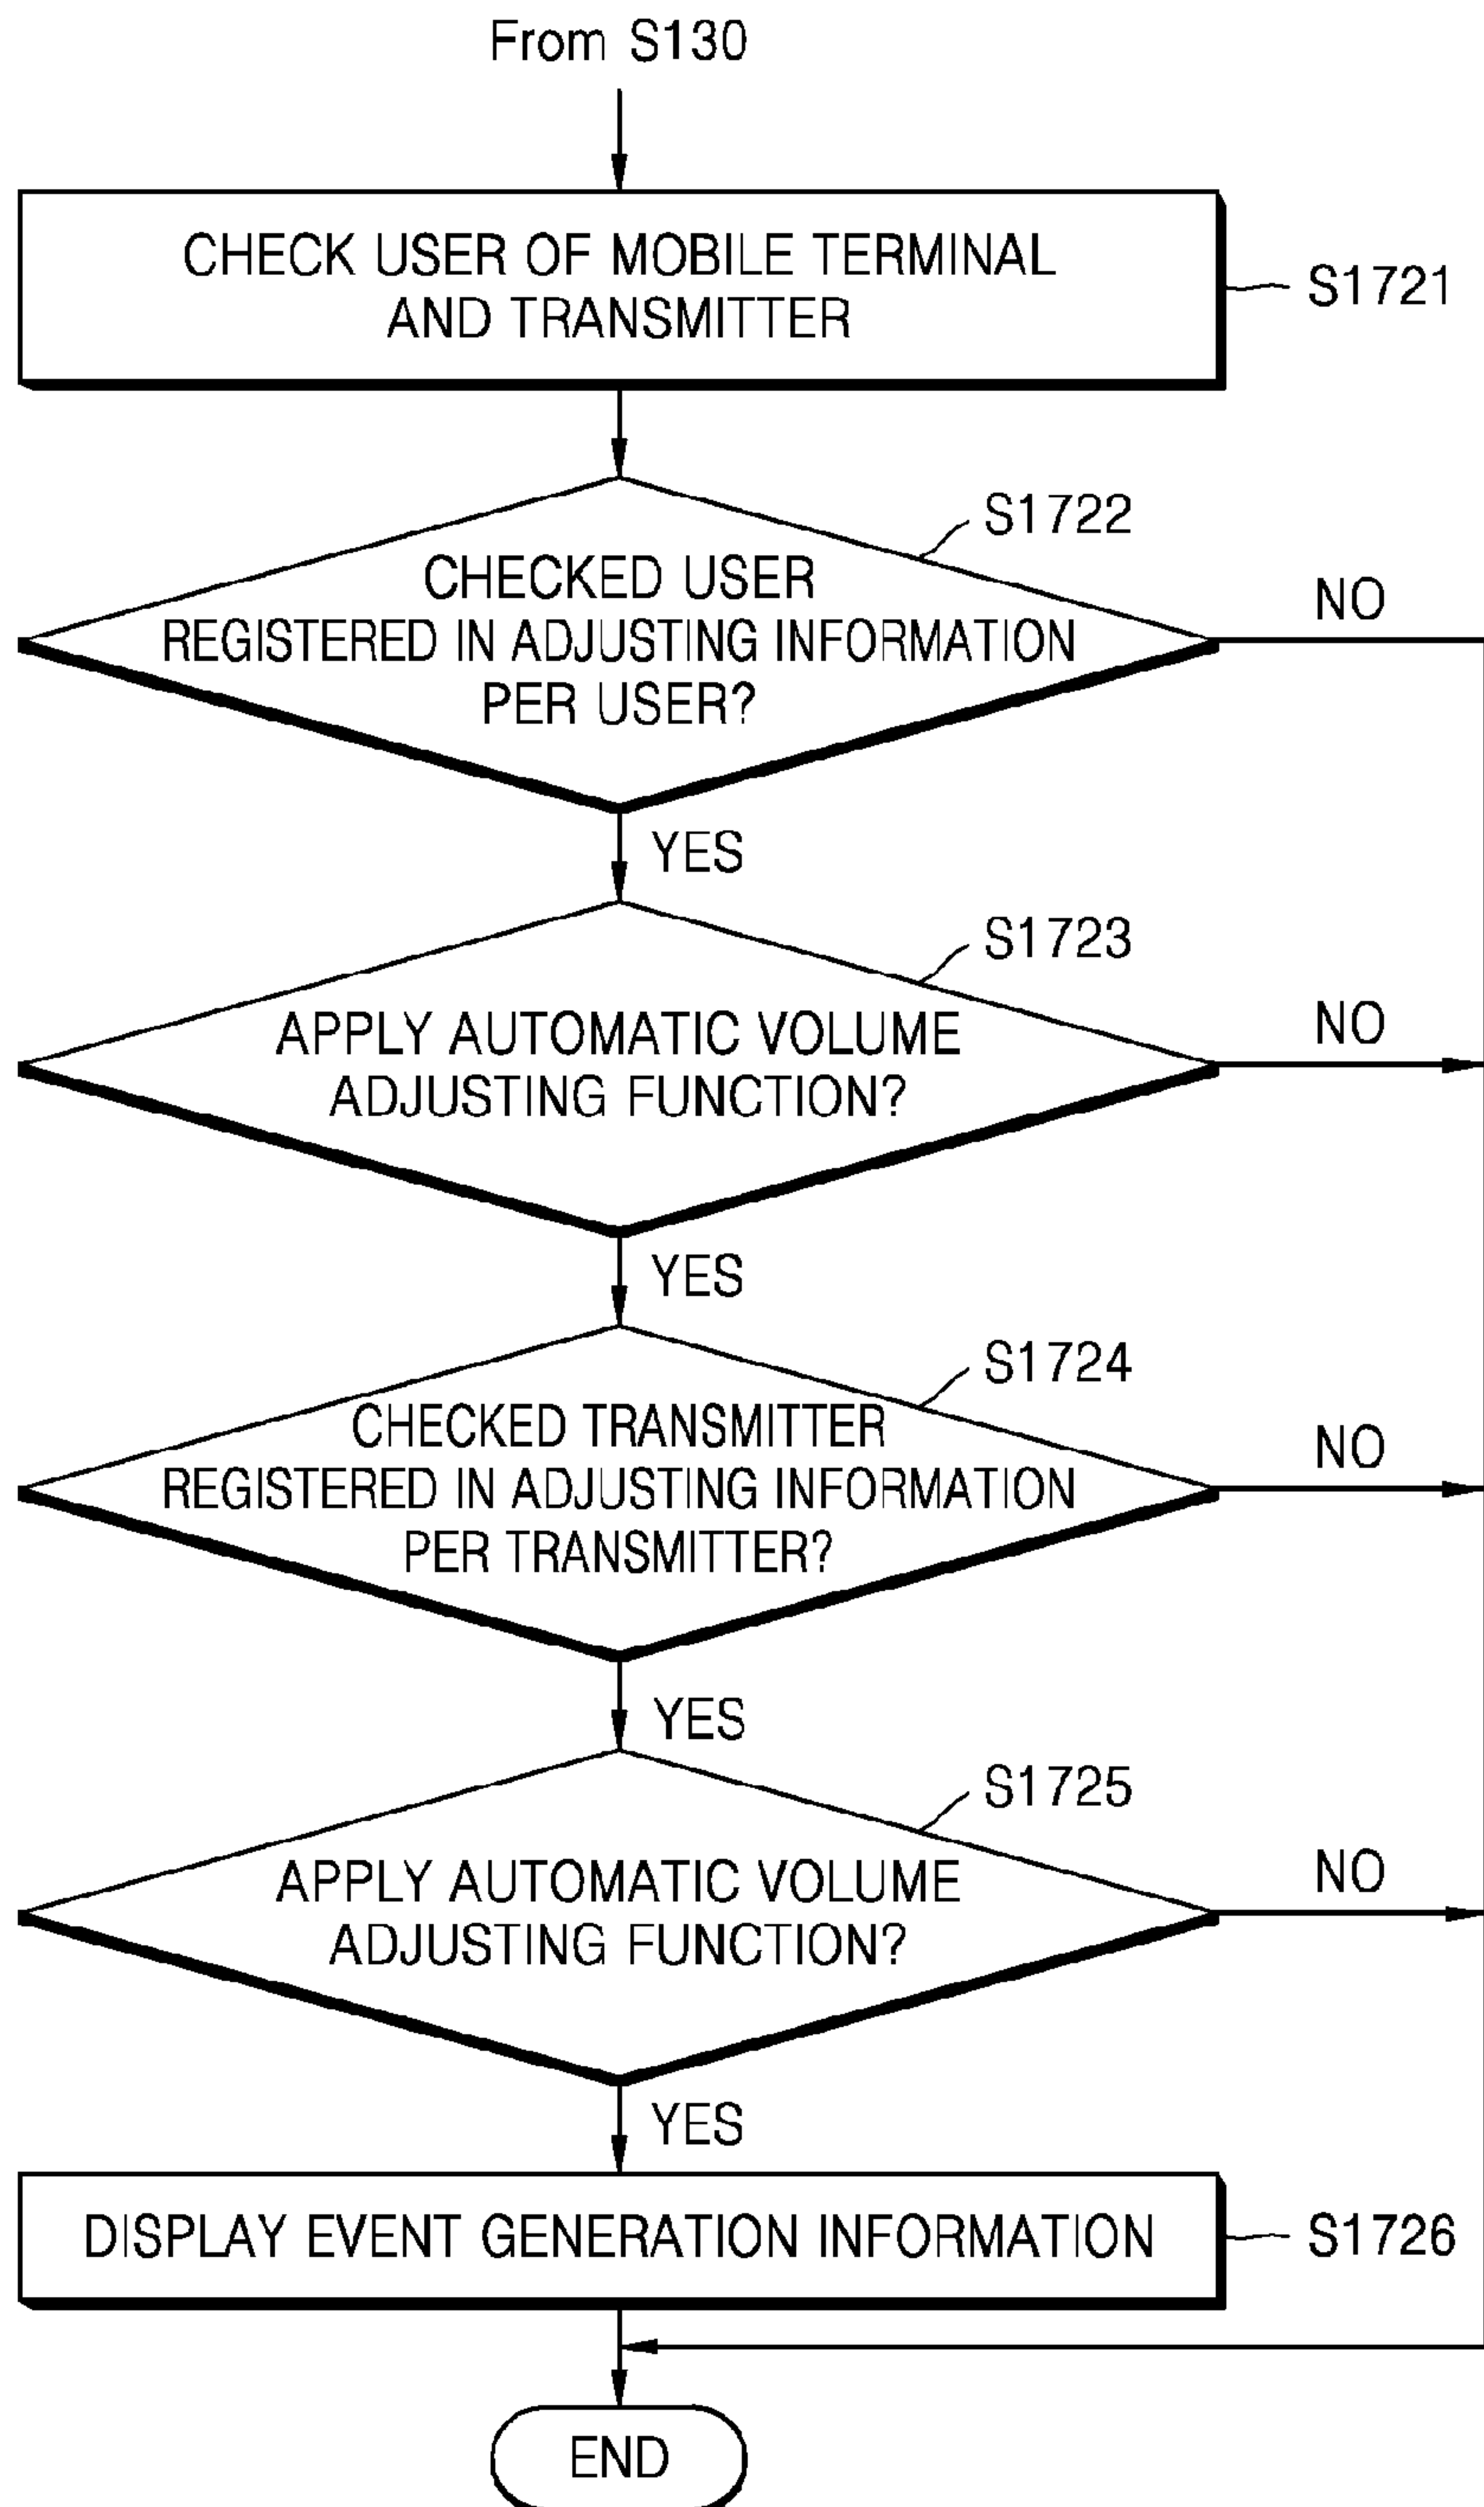 From S130
CHECK USER OF MOBILE TERMINAL
AND TRANSMITTER
S1721
S1722
CHECKED USER
REGISTERED IN ADJUSTING INFORMATION
PER USER?
NO
YES
S1723
APPLY AUTOMATIC VOLUME
ADJUSTING FUNCTION?
NO
YES
S1724
CHECKED TRANSMITTER
REGISTERED IN ADJUSTING INFORMATION
PER TRANSMITTER?
NO
YES
S1725
APPLY AUTOMATIC VOLUME
ADJUSTING FUNCTION?
NO
YES
DISPLAY EVENT GENERATION INFORMATION
S1726
END